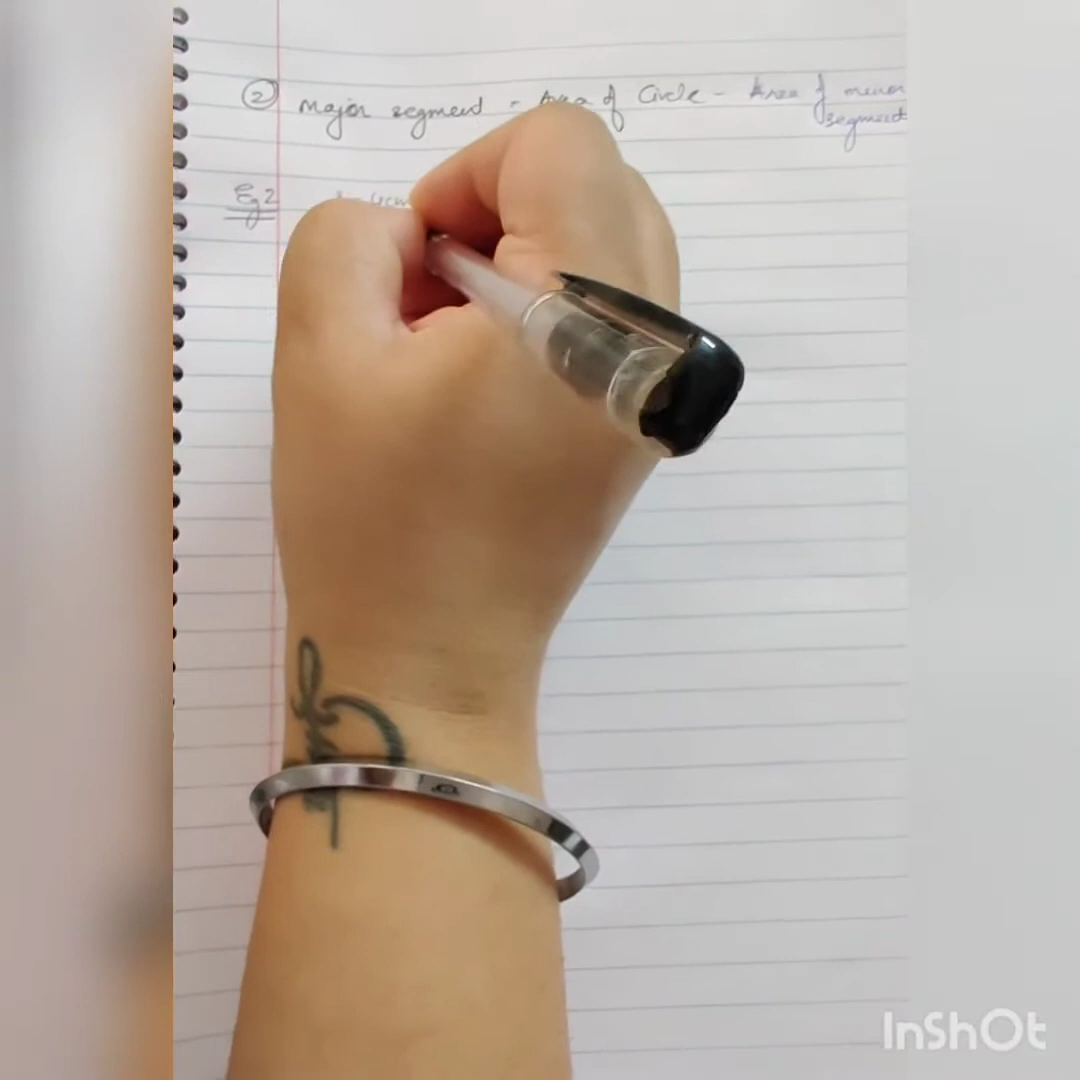 ② Major segment = Area of Circle - Area of minor
segment
Eg 2
InShOt